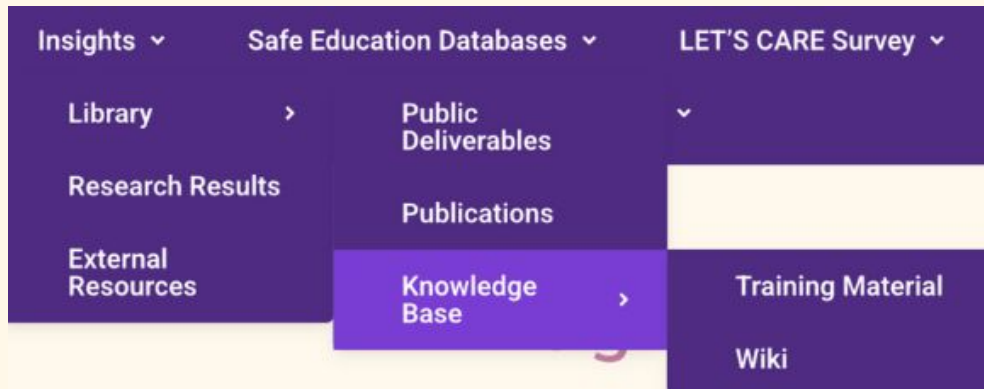 Insights
Safe Education Databases
LET'S CARE Survey
Library
Research Results
External
Resources
Public
Deliverables
Publications
Knowledge
Base
Training Material
Wiki